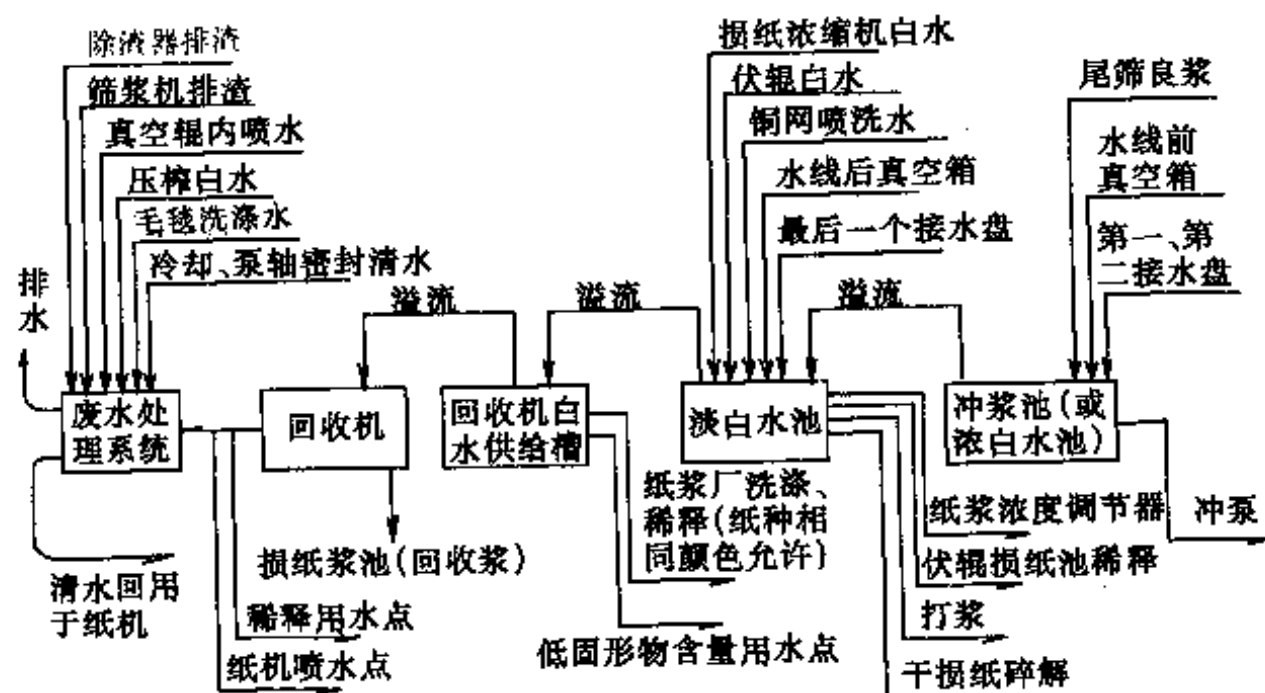 除渣器排渣
筛浆机排渣
真空辊内喷水
压榨白水
毛毯洗涤水
冷却、泵轴密封清水
排
水
损纸浓缩机白水
伏辊白水
铜网喷洗水
水线后真空箱
最后一个接水盘
尾筛良浆
水线前
真空箱
第一、第
二接水盘
溢流
溢流
溢流
废水处
理系统
回收机
回收机白
水供给槽
淡白水池
冲浆池(或
浓白水池)
清水回用
于纸机
损纸浆池(回收浆)
稀释用水点
纸机喷水点
纸浆厂洗涤、
稀释(纸种相
同颜色允许)
低固形物含量用水点
纸浆浓度调节器
伏辊损纸池稀释
打浆
干损纸碎解
冲泵